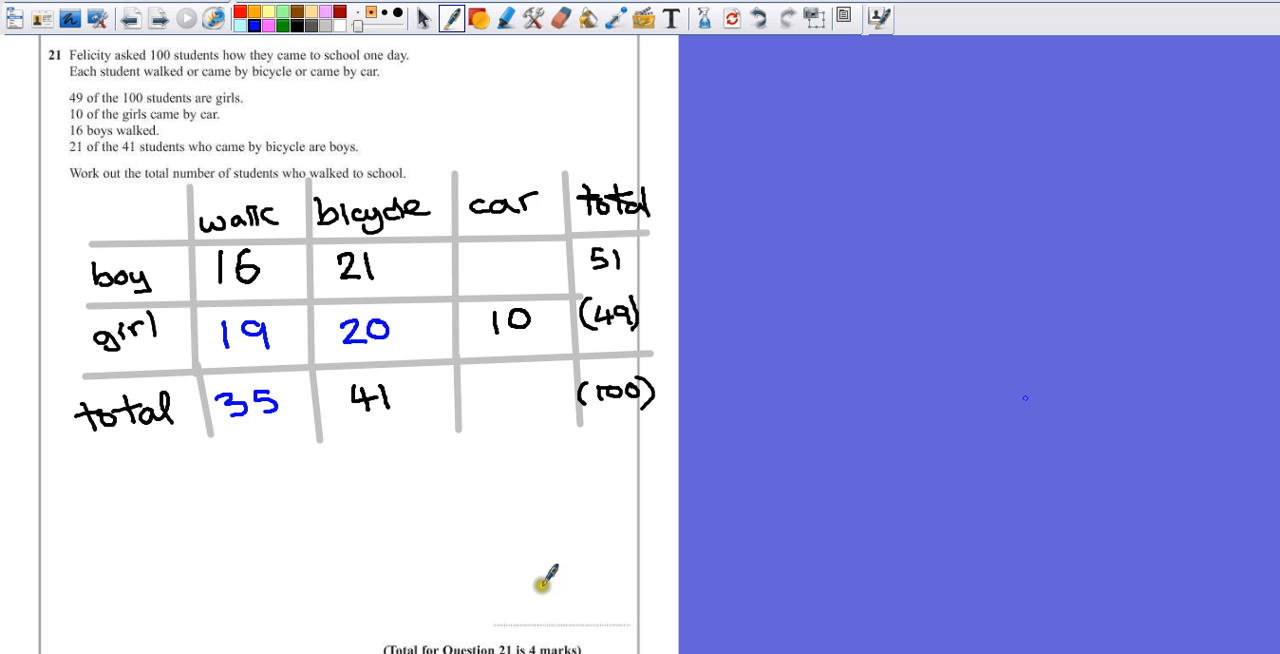 21 Felicity asked 100 students how they came to school one day.
Each student walked or came by bicycle or came by car.
49 of the 100 students are girls.
10 of the girls came by car.
16 boys walked.
21 of the 41 students who came by bicycle are boys.
Work out the total number of students who walked to school.
walk bicycle car total
boy 16 21 51
girl 19 20 10 (49)
total 35 41 (100)
(Total for Question 21 is 4 marks)